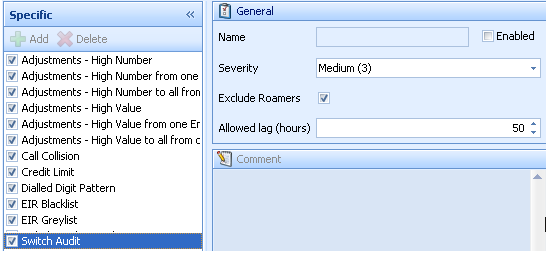 Specific
Add Delete
Adjustments - High Number
Adjustments - High Number from one
Adjustments - High Number to all from
Adjustments - High Value
Adjustments - High Value from one Er
Adjustments - High Value to all from c
Call Collision
Credit Limit
Dialled Digit Pattern
EIR Blacklist
EIR Greylist
Switch Audit
General
Name Enabled
Severity Medium (3)
Exclude Roamers
Allowed lag (hours) 50
Comment